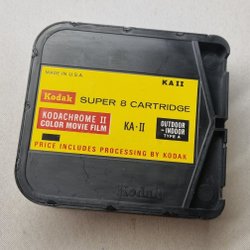 MADE IN U.S.A.
KA II
Kodak SUPER 8 CARTRIDGE
KODACHROME II
COLOR MOVIE FILM
KA-II
OUTDOOR
- INDOOR
TYPE A
PRICE INCLUDES PROCESSING BY KODAK